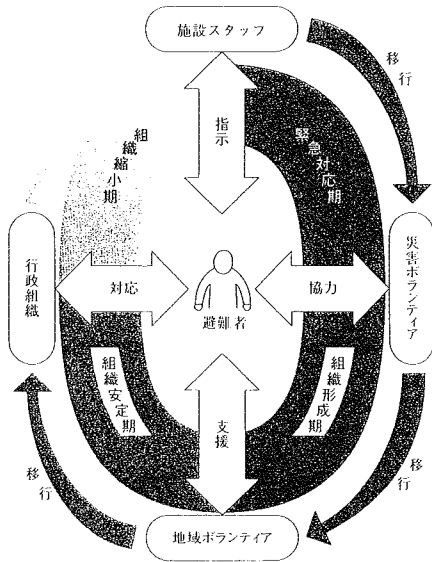 施設スタッフ
移行
指示
緊急対応期
組織縮小期
行政組織
対応
避難者
協力
災害ボランティア
組織安定期
支援
組織形成期
移行
移行
地域ボランティア